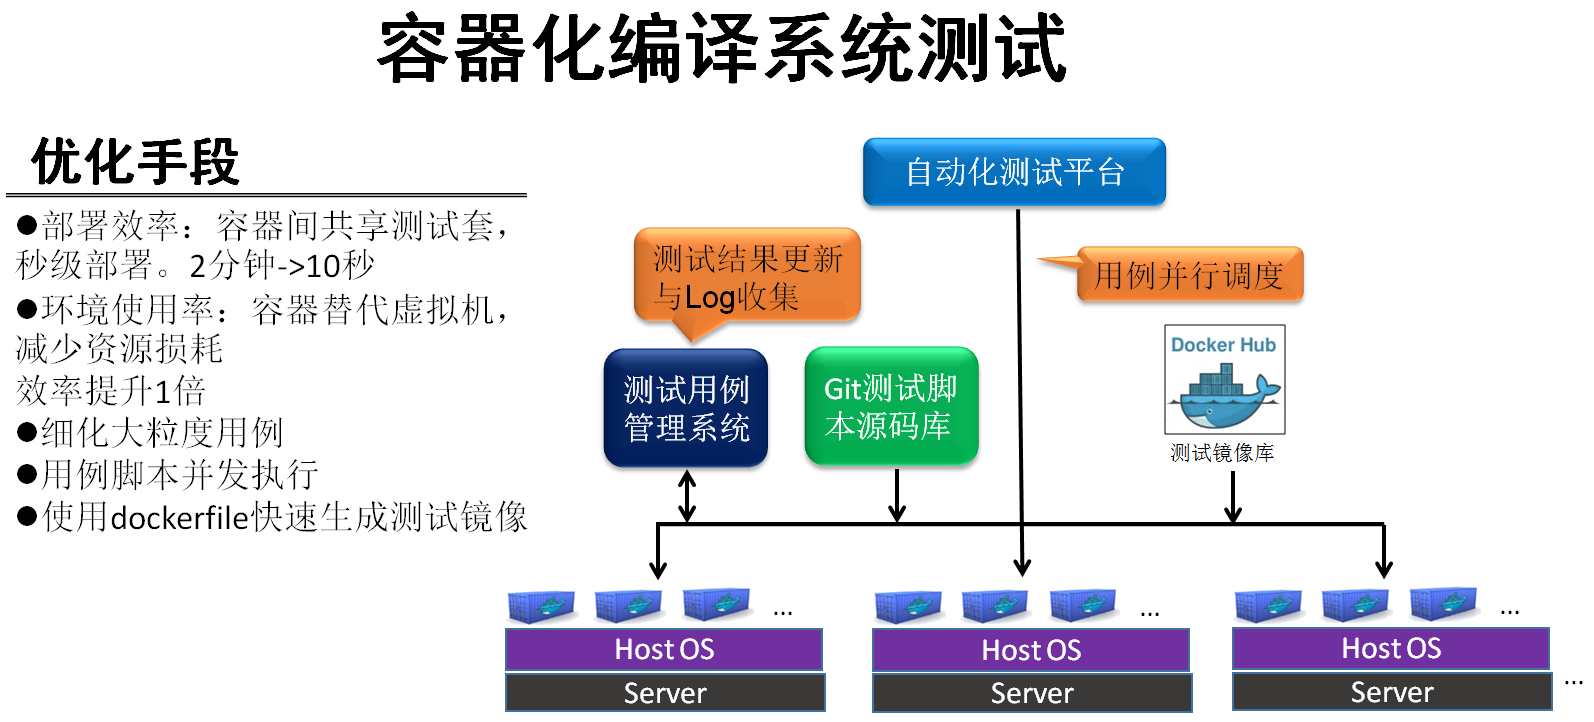 容器化编译系统测试
优化手段
●部署效率：容器间共享测试套，
秒级部署。2分钟->10秒
●环境使用率：容器替代虚拟机，
减少资源损耗
效率提升1倍
●细化大粒度用例
●用例脚本并发执行
●使用dockerfile快速生成测试镜像
自动化测试平台
测试结果更新
与Log收集
用例并行调度
测试用例
管理系统
Git测试脚
本源码库
Docker Hub
测试镜像库
...
...
...
Host OS
Host OS
Host OS
Server
Server
Server
...